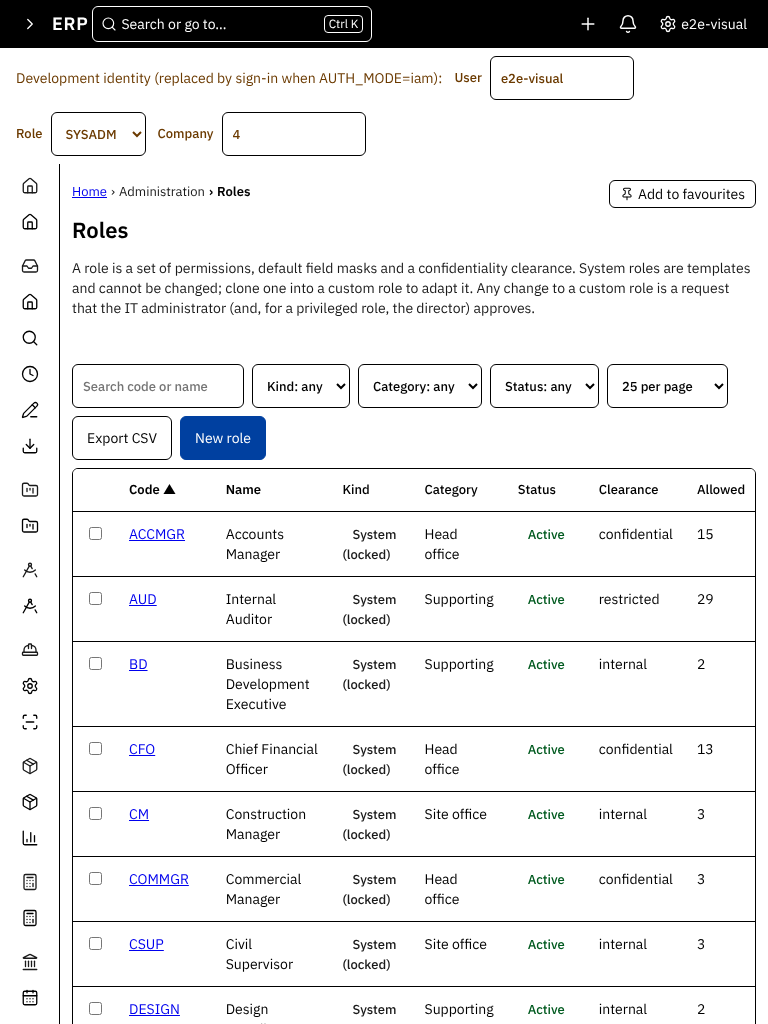 ERP
Search or go to...
Ctrl K
e2e-visual
Development identity (replaced by sign-in when AUTH_MODE=iam):
User
e2e-visual
Role
SYSADM
Company
4
Home › Administration › Roles
Add to favourites
Roles
A role is a set of permissions, default field masks and a confidentiality clearance. System roles are templates
and cannot be changed; clone one into a custom role to adapt it. Any change to a custom role is a request
that the IT administrator (and, for a privileged role, the director) approves.
Search code or name
Kind: any
Category: any
Status: any
25 per page
Export CSV
New role
Code ▲ Name Kind Category Status Clearance Allowed
ACCMGR Accounts System Head Active confidential 15
Manager (locked) office
AUD Internal System Supporting Active restricted 29
Auditor (locked)
BD Business System Supporting Active internal 2
Development (locked)
Executive
CFO Chief Financial System Head Active confidential 13
Officer (locked) office
CM Construction System Site office Active internal 3
Manager (locked)
COMMGR Commercial System Head Active confidential 3
Manager (locked) office
CSUP Civil System Site office Active internal 3
Supervisor (locked)
DESIGN Design System Supporting Active internal 2